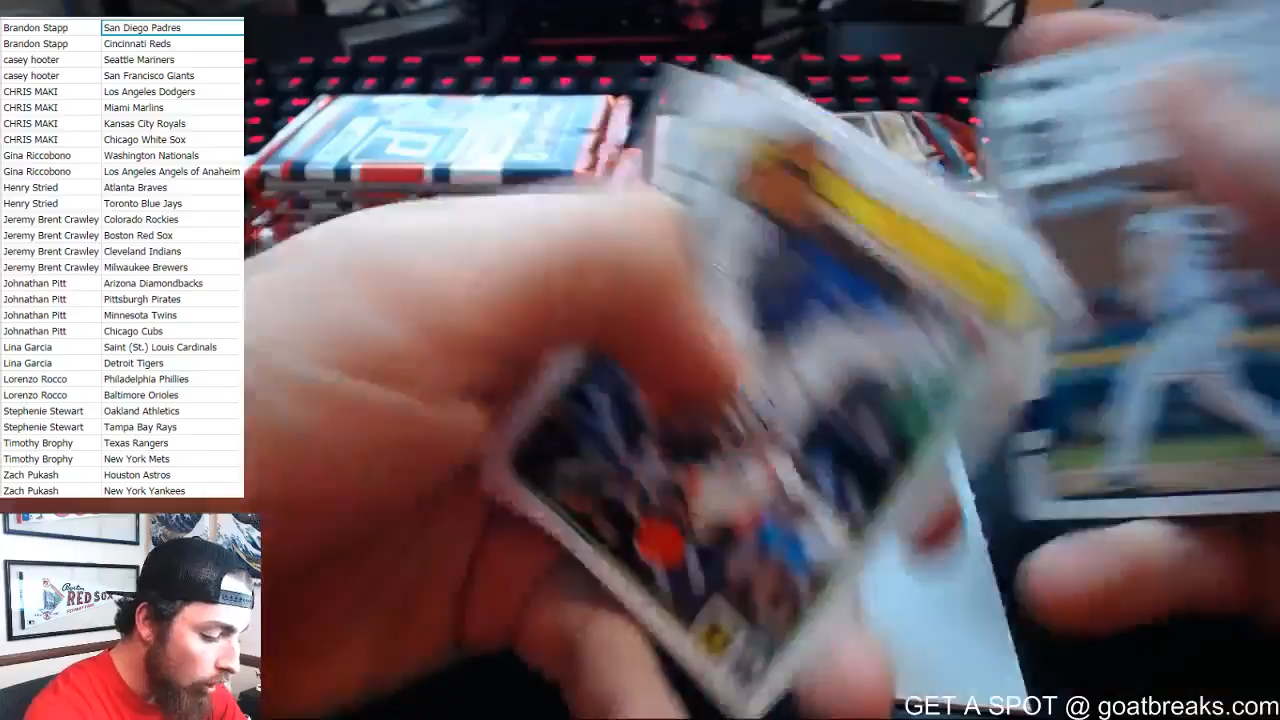 Brandon Stapp San Diego Padres
Brandon Stapp Cincinnati Reds
casey hooter Seattle Mariners
casey hooter San Francisco Giants
CHRIS MAKI Los Angeles Dodgers
CHRIS MAKI Miami Marlins
CHRIS MAKI Kansas City Royals
CHRIS MAKI Chicago White Sox
Gina Riccobono Washington Nationals
Gina Riccobono Los Angeles Angels of Anaheim
Henry Stried Atlanta Braves
Henry Stried Toronto Blue Jays
Jeremy Brent Crawley Colorado Rockies
Jeremy Brent Crawley Boston Red Sox
Jeremy Brent Crawley Cleveland Indians
Jeremy Brent Crawley Milwaukee Brewers
Johnathan Pitt Arizona Diamondbacks
Johnathan Pitt Pittsburgh Pirates
Johnathan Pitt Minnesota Twins
Johnathan Pitt Chicago Cubs
Lina Garcia Saint (St.) Louis Cardinals
Lina Garcia Detroit Tigers
Lorenzo Rocco Philadelphia Phillies
Lorenzo Rocco Baltimore Orioles
Stephenie Stewart Oakland Athletics
Stephenie Stewart Tampa Bay Rays
Timothy Brophy Texas Rangers
Timothy Brophy New York Mets
Zach Pukash Houston Astros
Zach Pukash New York Yankees
Boston
RED SOX
GET A SPOT @ goatbreaks.com